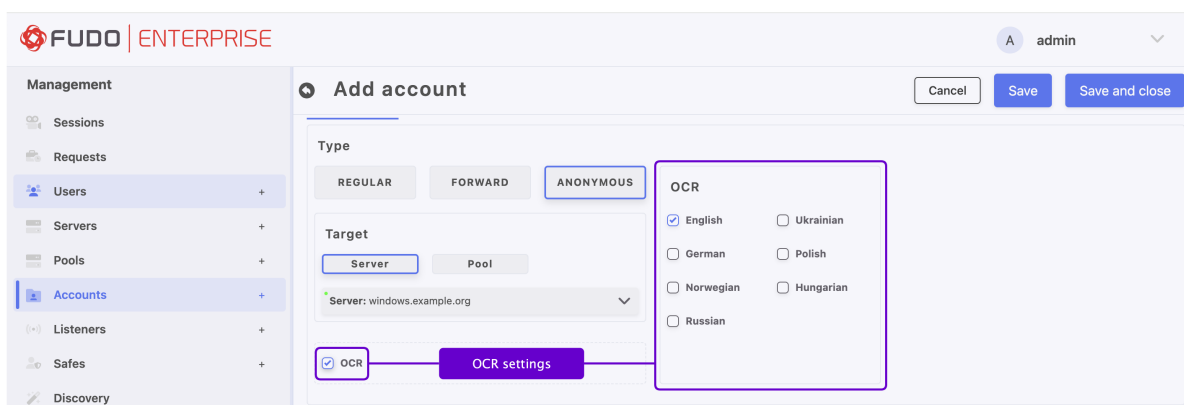 FUDO | ENTERPRISE
A admin
Management
Add account
Cancel
Save
Save and close
Sessions
Requests
Users +
Servers +
Pools +
Accounts +
Listeners +
Safes +
Discovery
Type
REGULAR
FORWARD
ANONYMOUS
Target
Server
Pool
Server: windows.example.org
OCR
OCR settings
OCR
English
Ukrainian
German
Polish
Norwegian
Hungarian
Russian